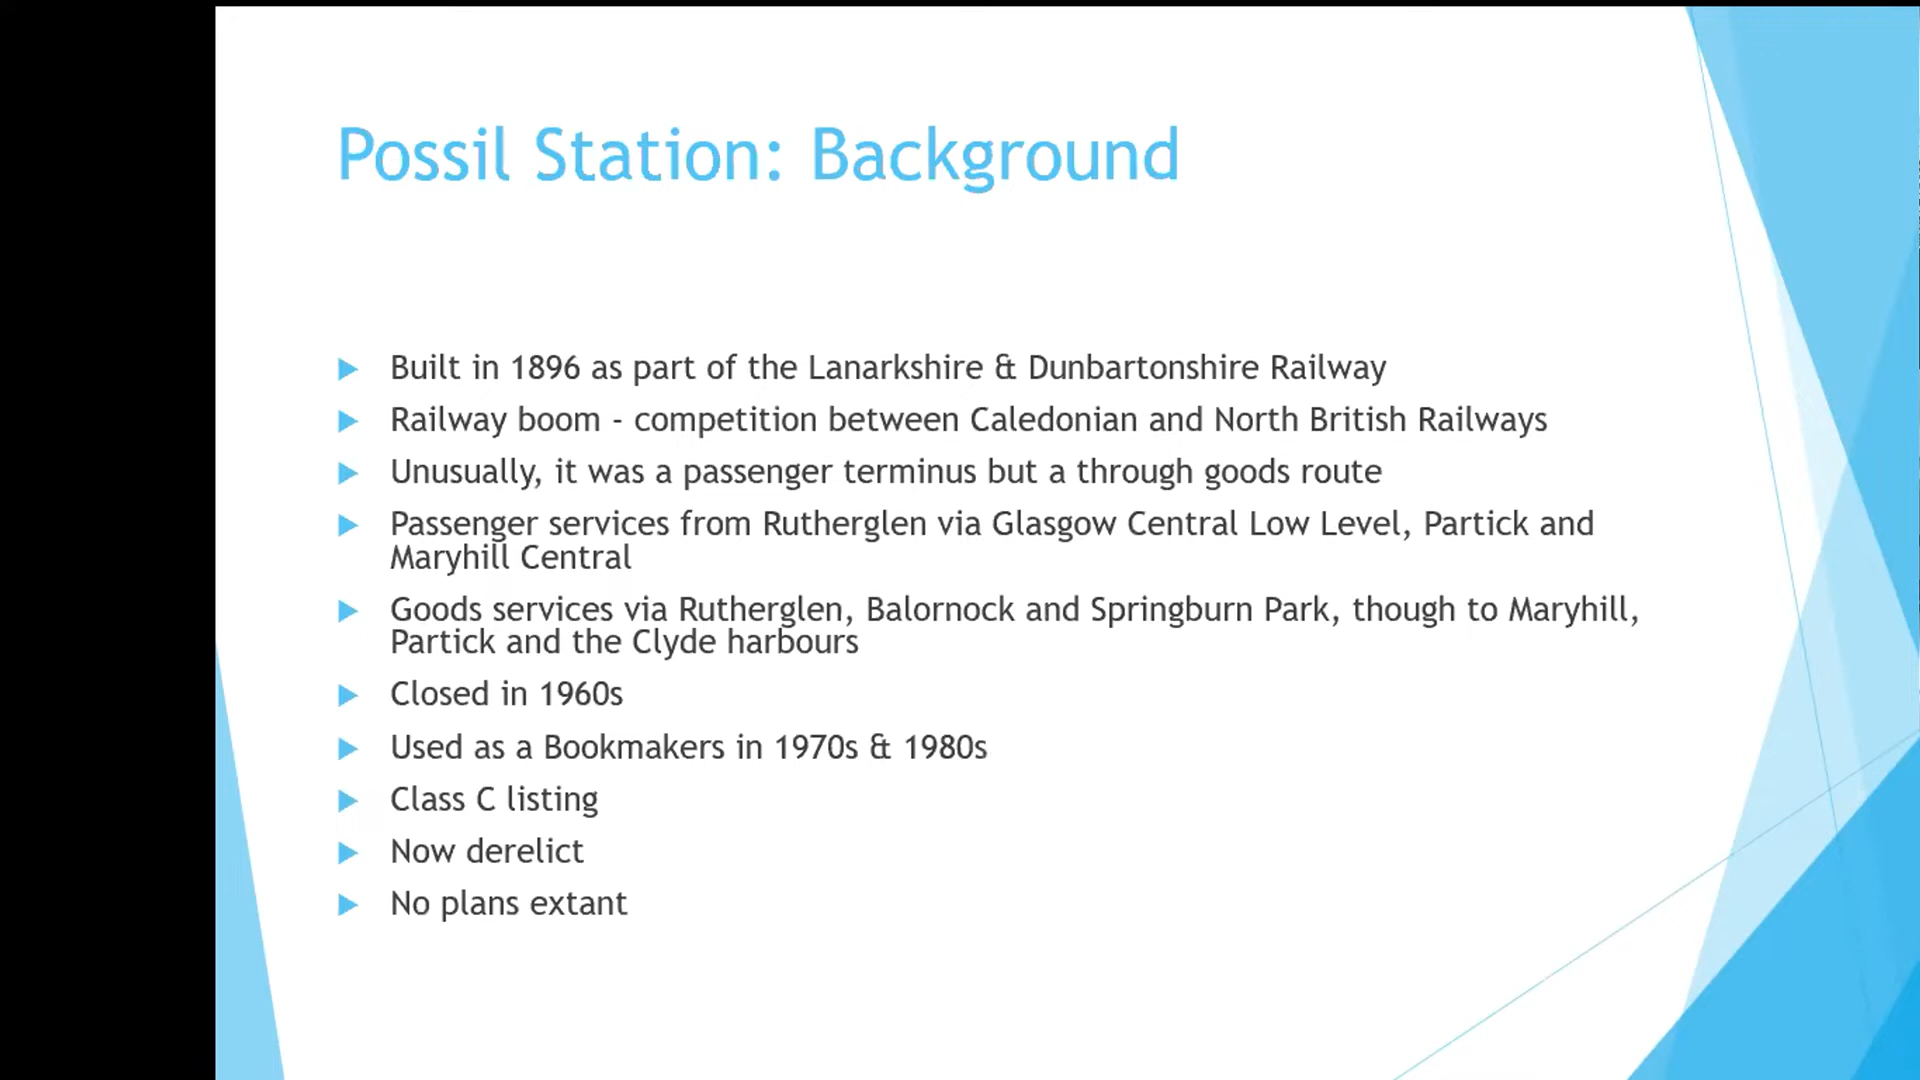 Possil Station: Background
Built in 1896 as part of the Lanarkshire & Dunbartonshire Railway
Railway boom - competition between Caledonian and North British Railways
Unusually, it was a passenger terminus but a through goods route
Passenger services from Rutherglen via Glasgow Central Low Level, Partick and
Maryhill Central
Goods services via Rutherglen, Balornock and Springburn Park, though to Maryhill,
Partick and the Clyde harbours
Closed in 1960s
Used as a Bookmakers in 1970s & 1980s
Class C listing
Now derelict
No plans extant